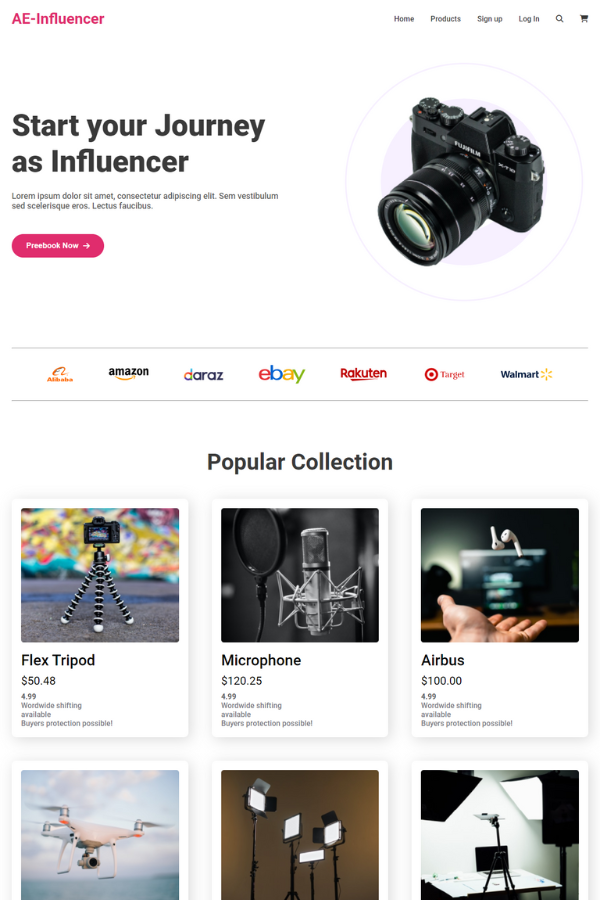 AE-Influencer
Home Products Sign up Log In
Start your Journey
as Influencer
Lorem ipsum dolor sit amet, consectetur adipiscing elit. Sem vestibulum
sed scelerisque eros. Lectus faucibus.
Preebook Now
FUJIFILM
X-T10
Alibaba amazon daraz ebay Rakuten Target Walmart
Popular Collection
Flex Tripod
$50.48
4.99
Wordwide shifting
available
Buyers protection possible!
Microphone
$120.25
4.99
Wordwide shifting
available
Buyers protection possible!
Airbus
$100.00
4.99
Wordwide shifting
available
Buyers protection possible!